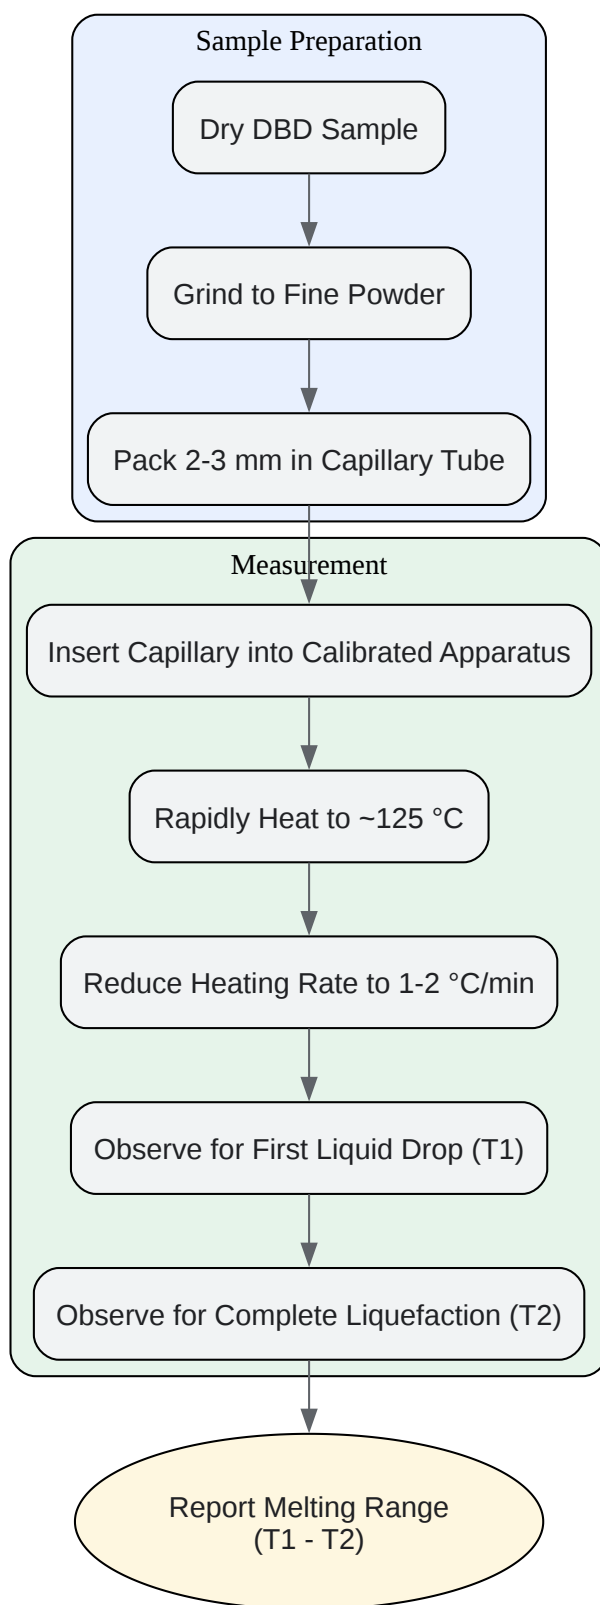 Sample Preparation
Dry DBD Sample
Grind to Fine Powder
Pack 2-3 mm in Capillary Tube
Measurement
Insert Capillary into Calibrated Apparatus
Rapidly Heat to ~125 °C
Reduce Heating Rate to 1-2 °C/min
Observe for First Liquid Drop (T1)
Observe for Complete Liquefaction (T2)
Report Melting Range
(T1 - T2)